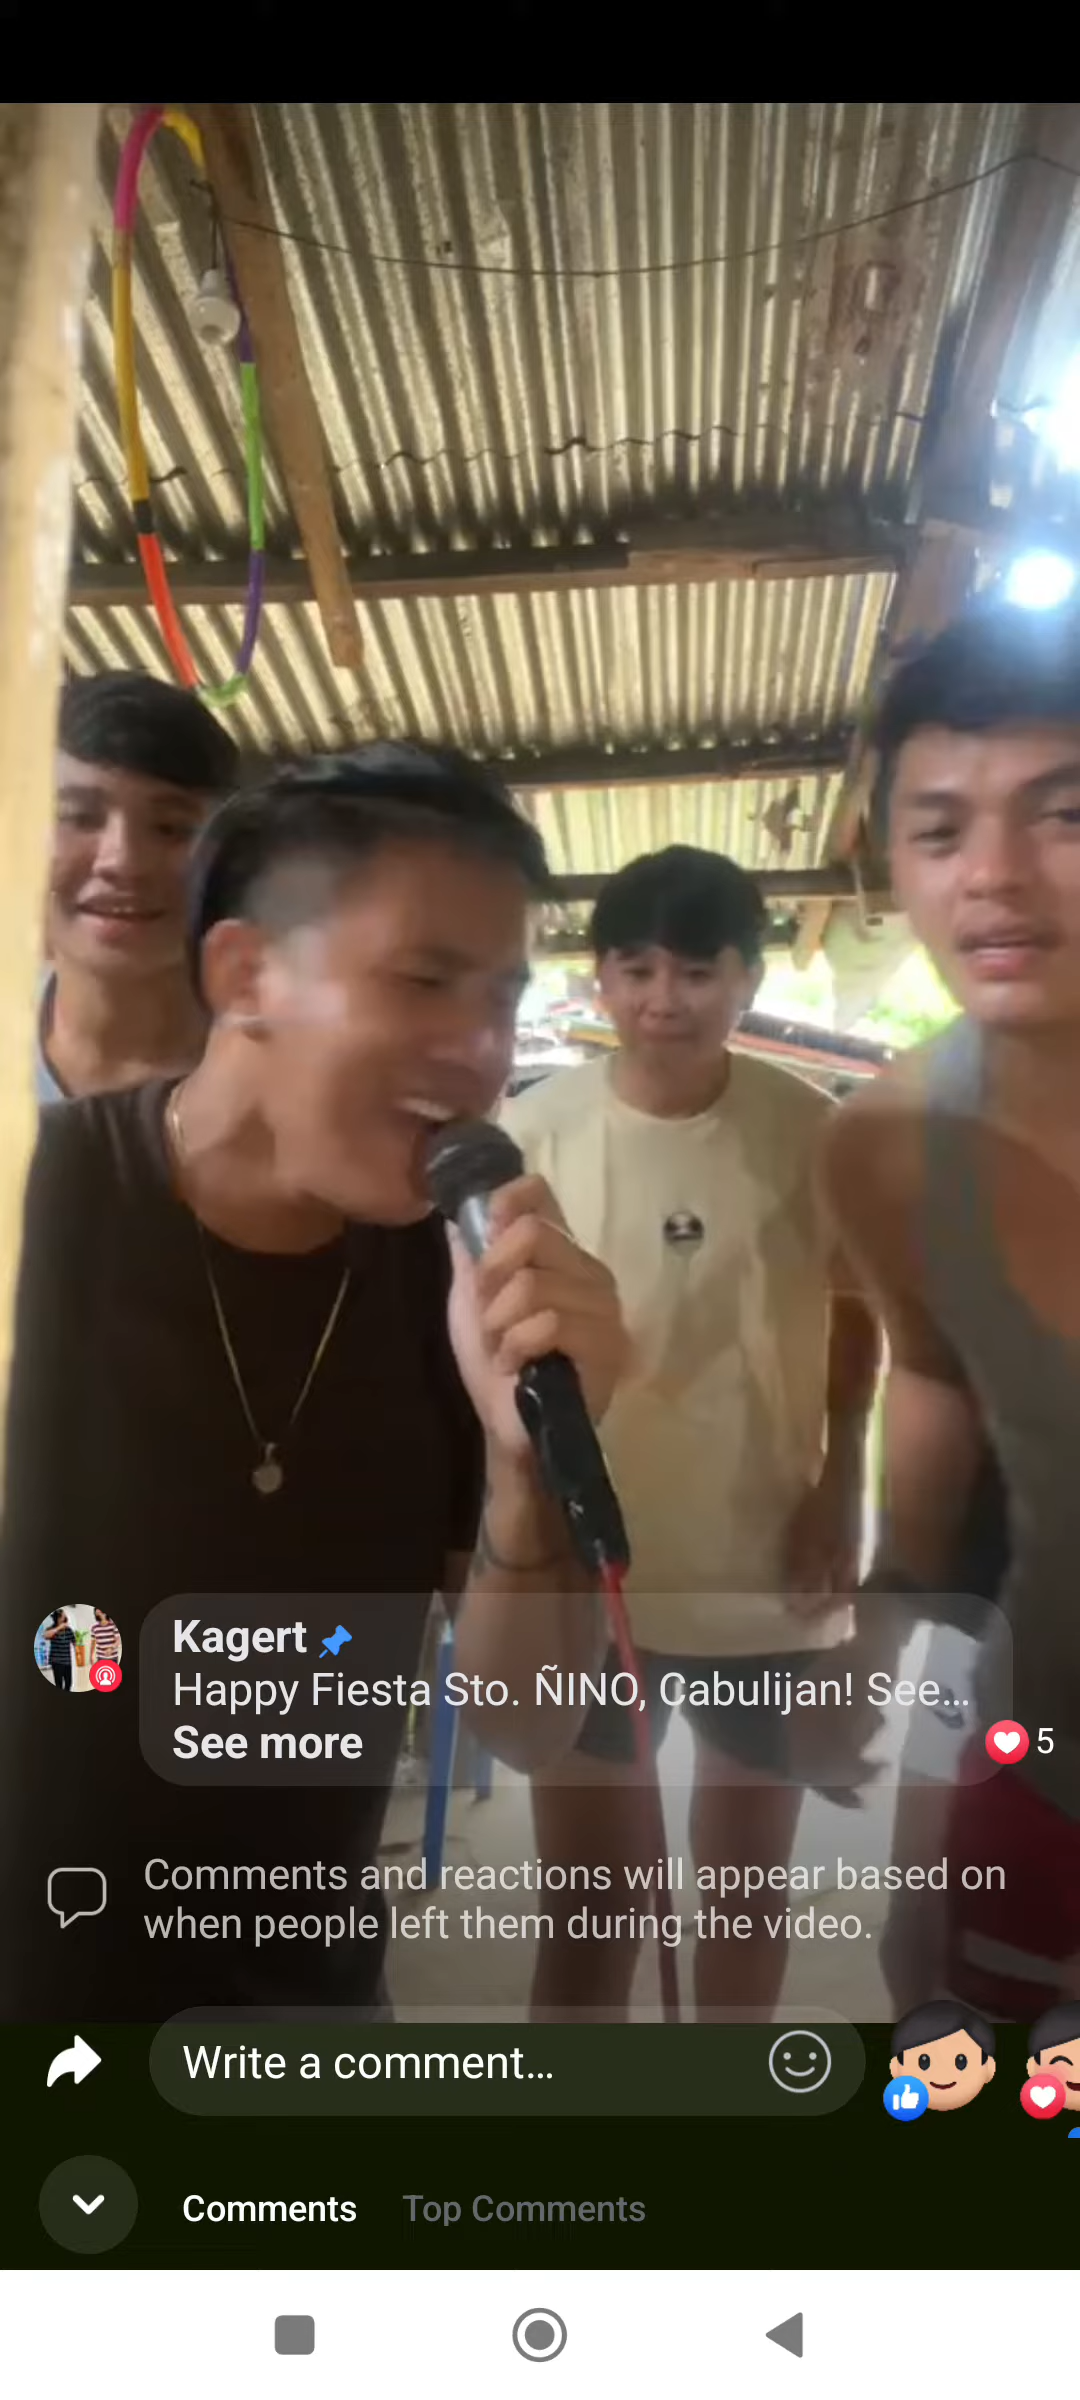 Kagert
Happy Fiesta Sto. ÑINO, Cabulijan! See...
See more
5
Comments and reactions will appear based on
when people left them during the video.
Write a comment...
Comments Top Comments